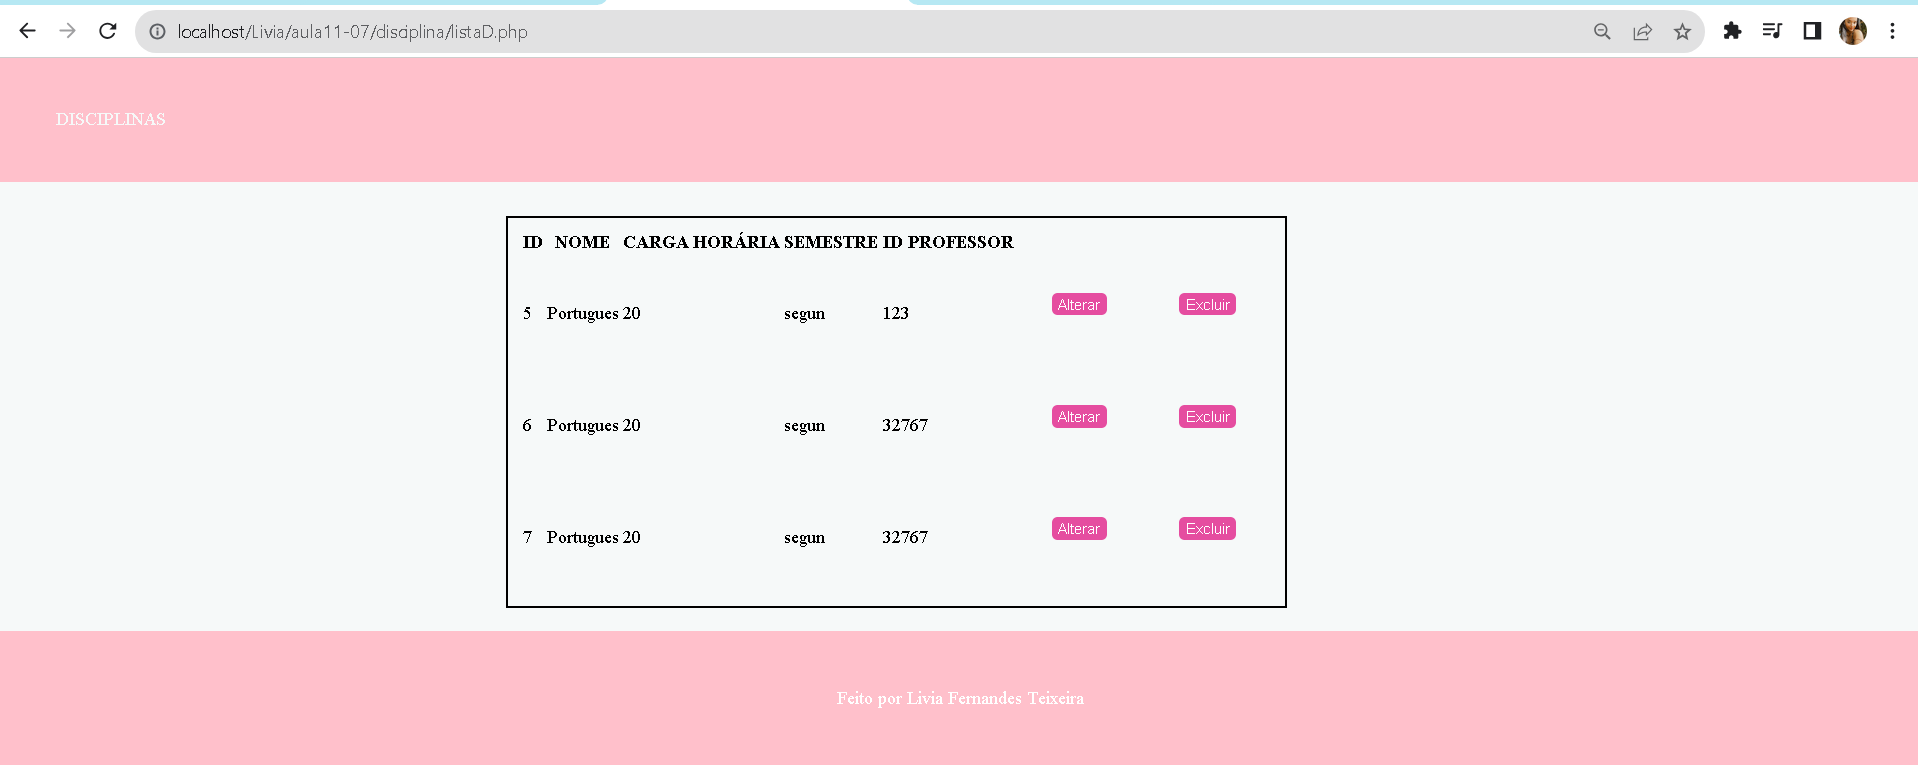 localhost/Livia/aula11-07/disciplina/listaD.php
DISCIPLINAS
ID NOME CARGA HORÁRIA SEMESTRE ID PROFESSOR
5 Portugues 20 segun 123 Alterar Excluir
6 Portugues 20 segun 32767 Alterar Excluir
7 Portugues 20 segun 32767 Alterar Excluir
Feito por Livia Fernandes Teixeira